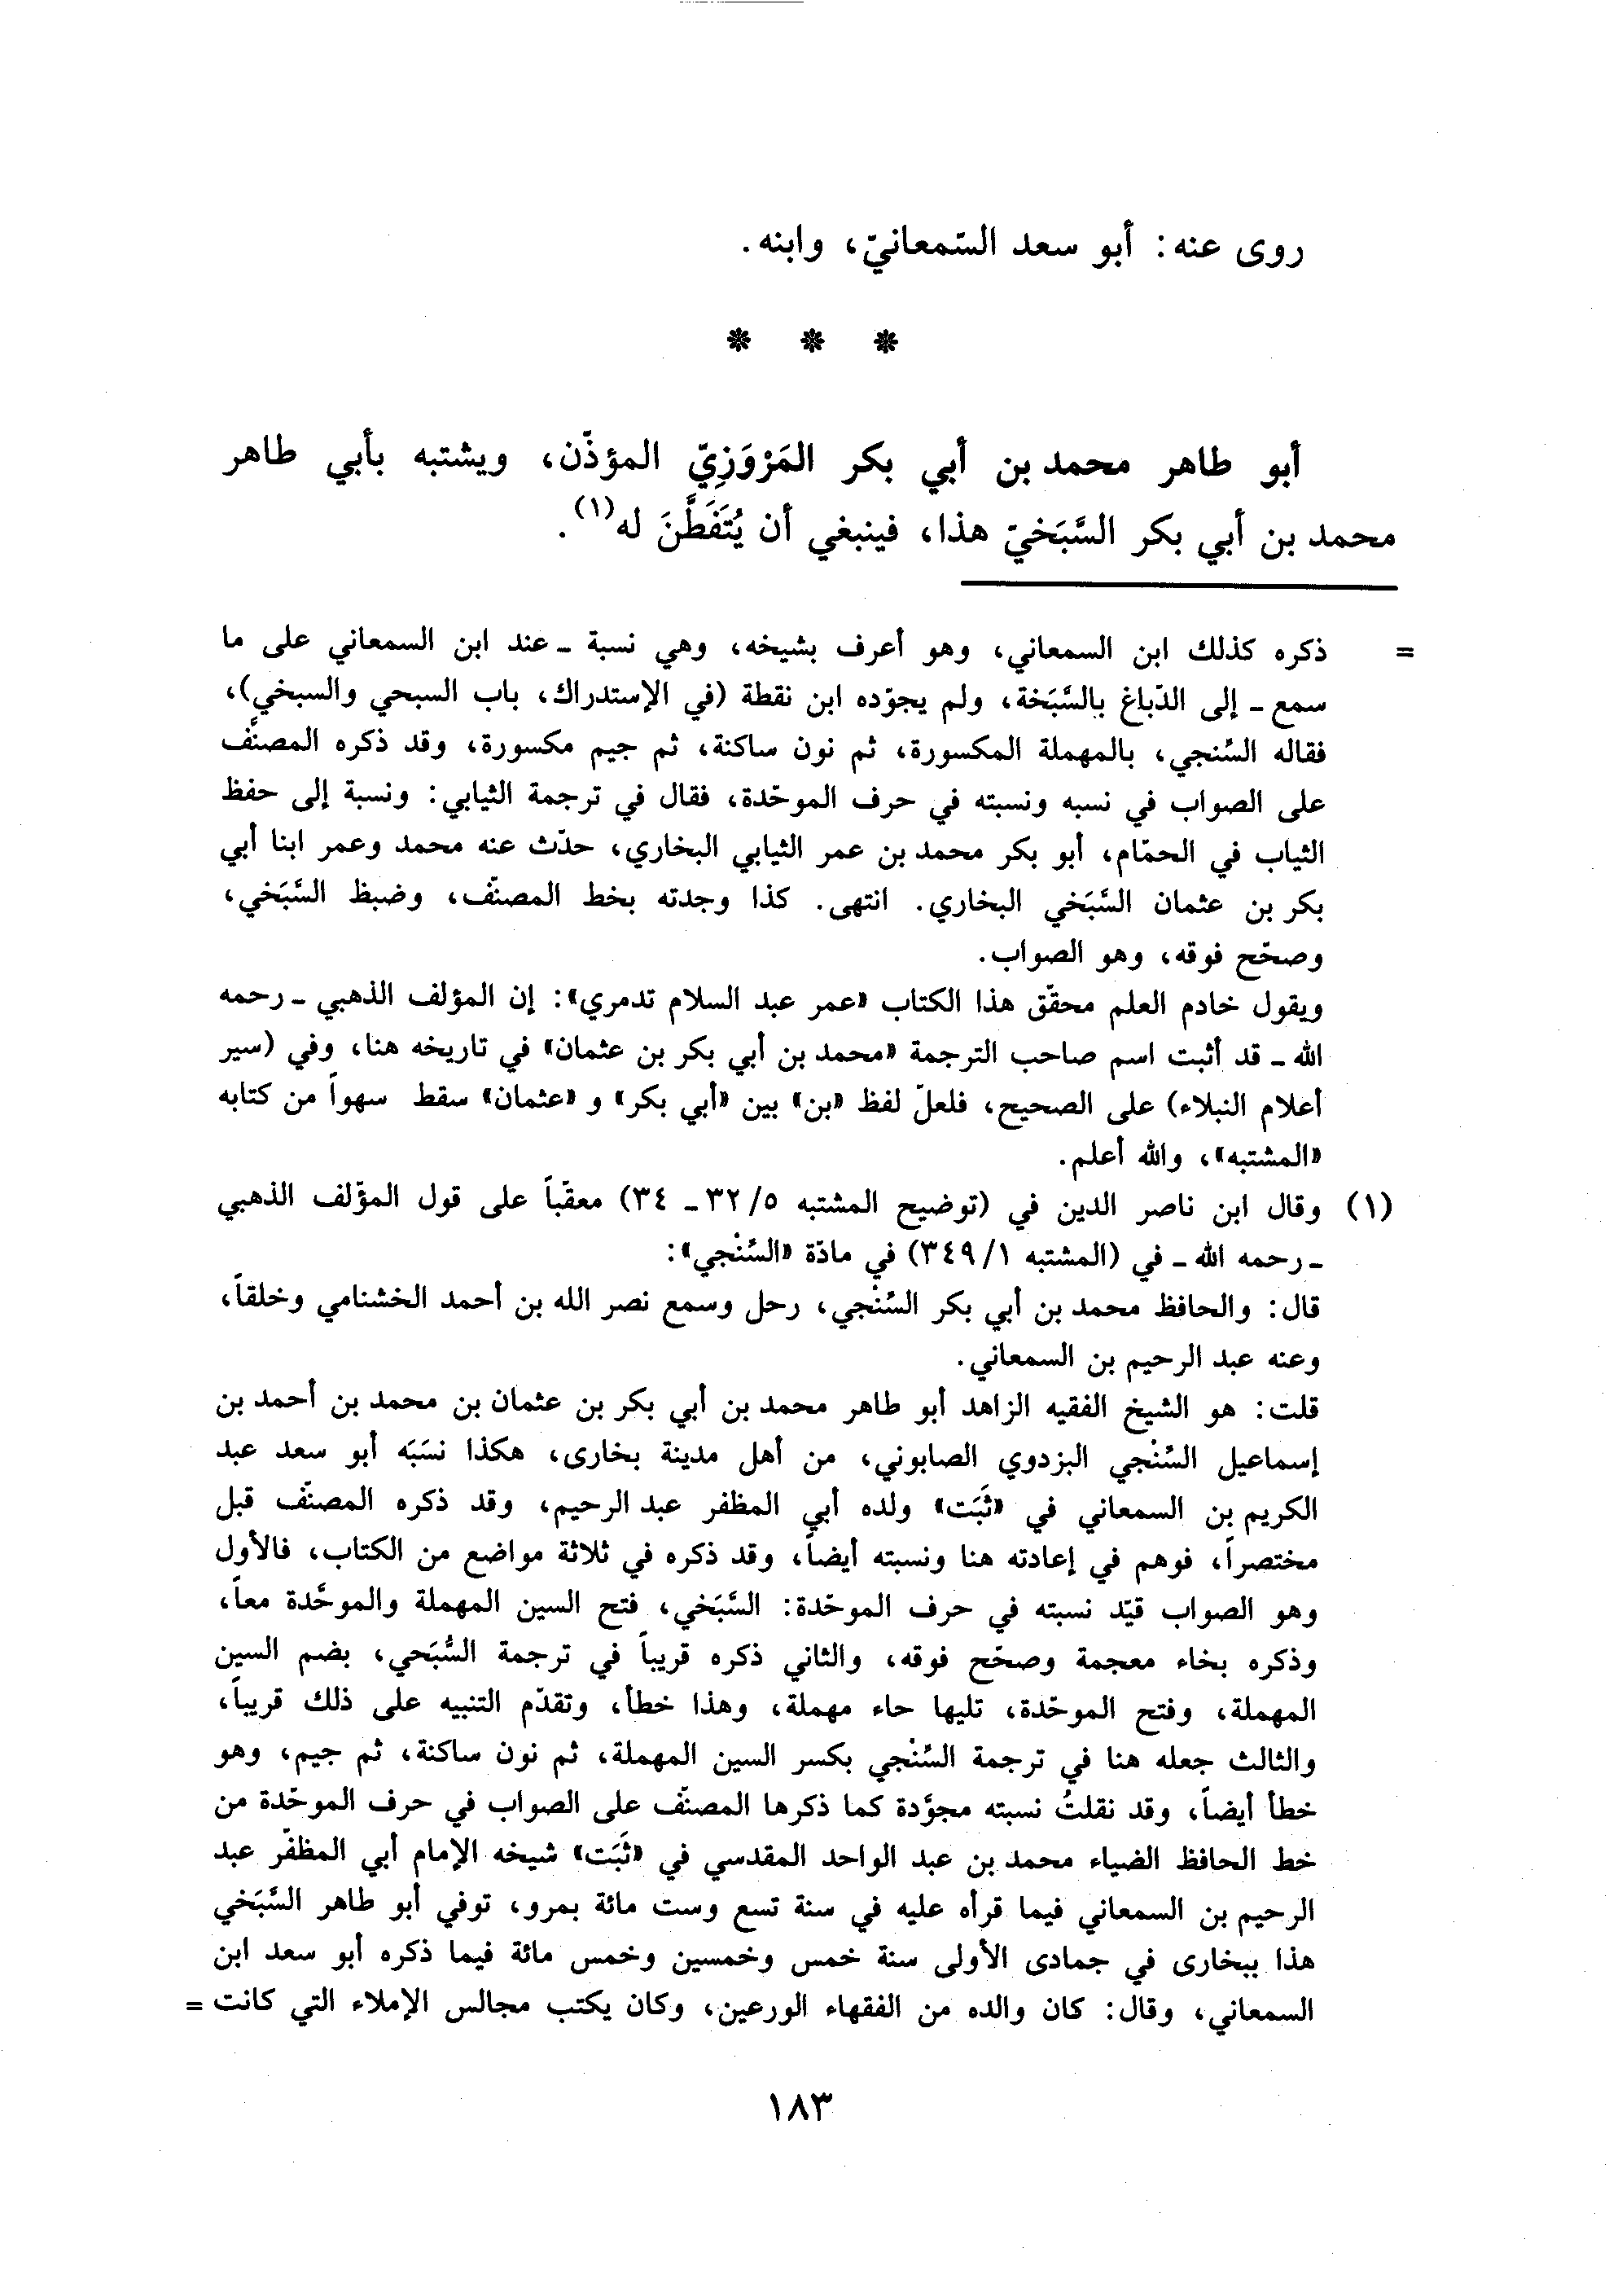 روى عنه: أبو سعد السّمعانيّ، وابنه.
* * *
أبو طاهر محمد بن أبي بكر المَرْوَزِيّ المؤذّن، ويشتبه بأبي طاهر
محمد بن أبي بكر السَّبَخيّ هذا، فينبغي أن يُتَفَطَّنَ له(١).
= ذكره كذلك ابن السمعاني، وهو أعرف بشيخه، وهي نسبة ـ عند ابن السمعاني على ما
سمع ـ إلى الدّباغ بالسَّبَخة، ولم يجوّده ابن نقطة (في الإستدراك، باب السبحي والسبخي)،
فقاله السِّنجي، بالمهملة المكسورة، ثم نون ساكنة، ثم جيم مكسورة، وقد ذكره المصنَّف
على الصواب في نسبه ونسبته في حرف الموحّدة، فقال في ترجمة الثيابي: ونسبة إلى حفظ
الثياب في الحمّام، أبو بكر محمد بن عمر الثيابي البخاري، حدّث عنه محمد وعمر ابنا أبي
بكر بن عثمان السَّبَخي البخاري. انتهى. كذا وجدته بخط المصنّف، وضبظ السَّبَخي،
وصحّح فوقه، وهو الصواب.
ويقول خادم العلم محقّق هذا الكتاب «عمر عبد السلام تدمري»: إن المؤلف الذهبي ـ رحمه
الله ـ قد أثبت اسم صاحب الترجمة «محمد بن أبي بكر بن عثمان» في تاريخه هنا، وفي (سير
أعلام النبلاء) على الصحيح، فلعلّ لفظ «بن» بين «أبي بكر» و «عثمان» سقط سهواً من كتابه
«المشتبه»، والله أعلم.
(١) وقال ابن ناصر الدين في (توضيح المشتبه ٥/ ٣٢ ـ ٣٤) معقّباً على قول المؤلف الذهبي
ـ رحمه الله ـ في (المشتبه ١/ ٣٤٩) في مادّة «السِّنْجي»:
قال: والحافظ محمد بن أبي بكر السِّنْجي، رحل وسمع نصر الله بن أحمد الخشنامي وخلقاً،
وعنه عبد الرحيم بن السمعاني.
قلت: هو الشيخ الفقيه الزاهد أبو طاهر محمد بن أبي بكر بن عثمان بن محمد بن أحمد بن
إسماعيل السِّنْجي البزدوي الصابوني، من أهل مدينة بخارى، هكذا نسَبَه أبو سعد عبد
الكريم بن السمعاني في «ثَبَت» ولده أبي المظفر عبد الرحيم، وقد ذكره المصنّف قبل
مختصراً، فوهم في إعادته هنا ونسبته أيضاً، وقد ذكره في ثلاثة مواضع من الكتاب، فالأول
وهو الصواب قيّد نسبته في حرف الموحّدة: السَّبَخي، فتح السين المهملة والموحَّدة معاً،
وذكره بخاء معجمة وصحّح فوقه، والثاني ذكره قريباً في ترجمة السُّبَحي، بضم السين
المهملة، وفتح الموحّدة، تليها حاء مهملة، وهذا خطأ، وتقدّم التنبيه على ذلك قريباً،
والثالث جعله هنا في ترجمة السِّنْجي بكسر السين المهملة، ثم نون ساكنة، ثم جيم، وهو
خطأ أيضاً، وقد نقلتُ نسبته مجوَّدة كما ذكرها المصنّف على الصواب في حرف الموحّدة من
خط الحافظ الضياء محمد بن عبد الواحد المقدسي في «ثَبَت» شيخه الإمام أبي المظفّر عبد
الرحيم بن السمعاني فيما قرأه عليه في سنة تسع وست مائة بمرو، توفي أبو طاهر السَّبَخي
هذا ببخارى في جمادى الأولى سنة خمس وخمسين وخمس مائة فيما ذكره أبو سعد ابن
السمعاني، وقال: كان والده من الفقهاء الورعين، وكان يكتب مجالس الإملاء التي كانت =
١٨٣